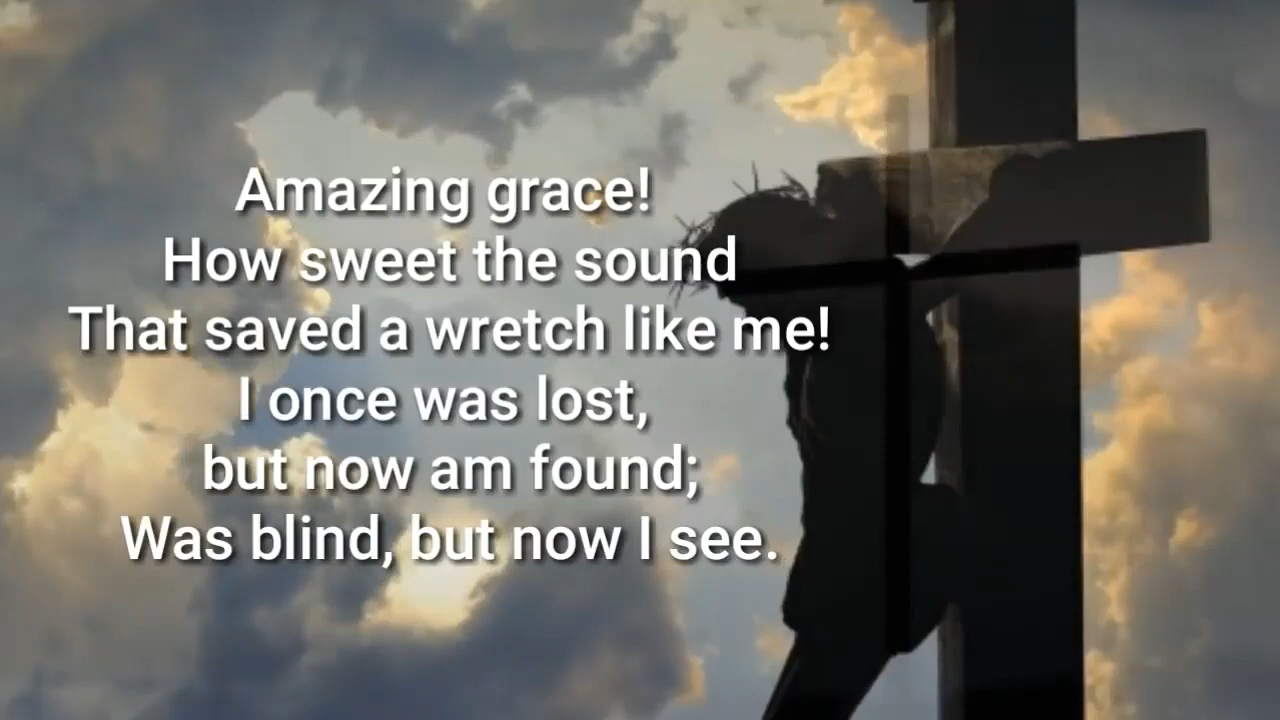 Amazing grace!
How sweet the sound
That saved a wretch like me!
I once was lost,
but now am found;
Was blind, but now I see.